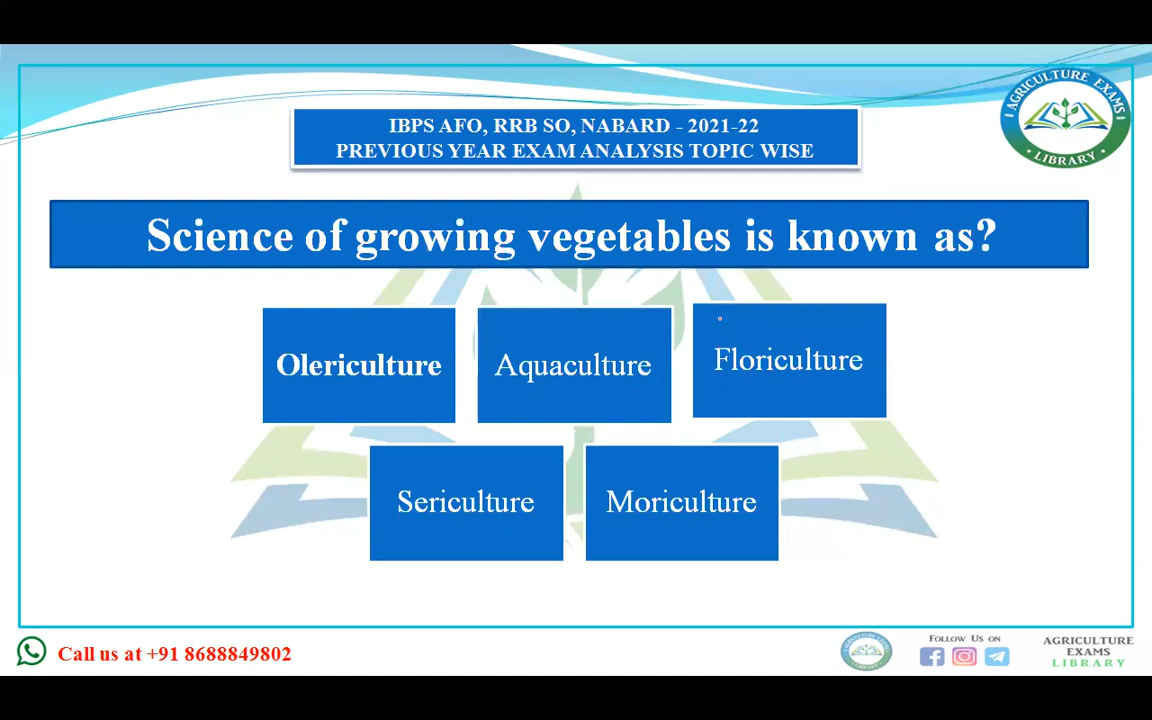 IBPS AFO, RRB SO, NABARD - 2021-22
PREVIOUS YEAR EXAM ANALYSIS TOPIC WISE
AGRICULTURE EXAMS
• LIBRARY •
Science of growing vegetables is known as?
Olericulture
Aquaculture
Floriculture
Sericulture
Moriculture
Call us at +91 8688849802
FOLLOW US ON
AGRICULTURE
EXAMS
LIBRARY